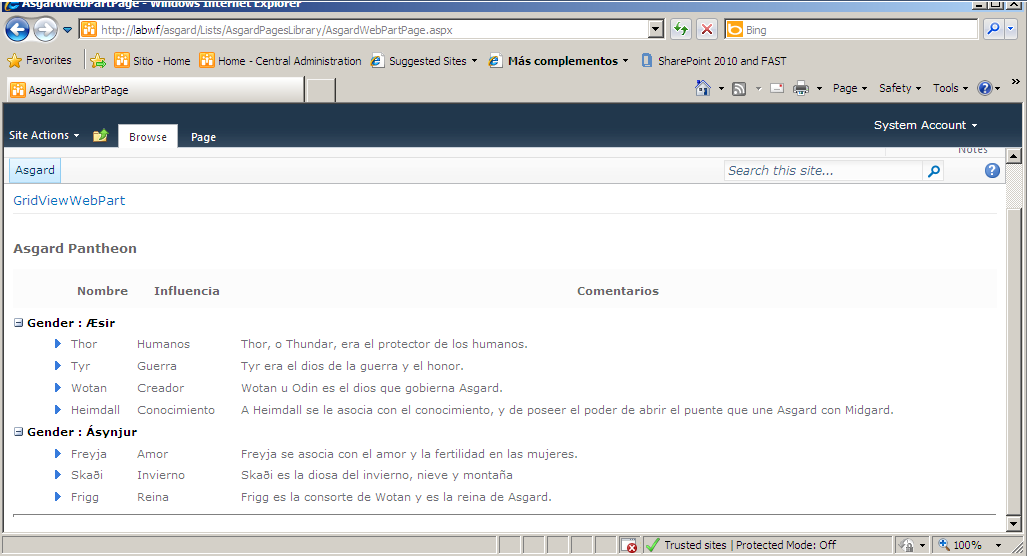 AsgardWebPartPage - Windows Internet Explorer
http://labwf/asgard/Lists/AsgardPagesLibrary/AsgardWebPartPage.aspx Bing
Favorites Sitio - Home Home - Central Administration Suggested Sites Más complementos SharePoint 2010 and FAST
AsgardWebPartPage Page Safety Tools »
Site Actions Browse Page System Account
Notes
Asgard Search this site...
GridViewWebPart
Asgard Pantheon
Nombre Influencia Comentarios
Gender : Æsir
Thor Humanos Thor, o Thundar, era el protector de los humanos.
Tyr Guerra Tyr era el dios de la guerra y el honor.
Wotan Creador Wotan u Odin es el dios que gobierna Asgard.
Heimdall Conocimiento A Heimdall se le asocia con el conocimiento, y de poseer el poder de abrir el puente que une Asgard con Midgard.
Gender : Ásynjur
Freyja Amor Freyja se asocia con el amor y la fertilidad en las mujeres.
Skaði Invierno Skaði es la diosa del invierno, nieve y montaña
Frigg Reina Frigg es la consorte de Wotan y es la reina de Asgard.
Trusted sites | Protected Mode: Off 100%